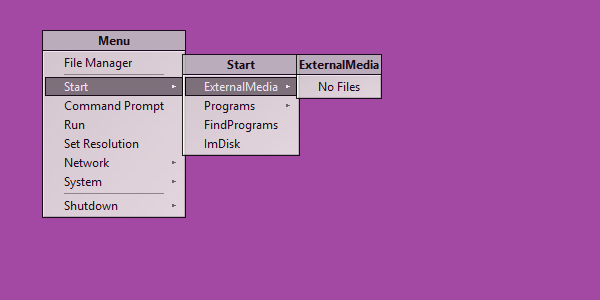 Menu
File Manager
Start
Command Prompt
Run
Set Resolution
Network
System
Shutdown
Start
ExternalMedia
Programs
FindPrograms
ImDisk
ExternalMedia
No Files